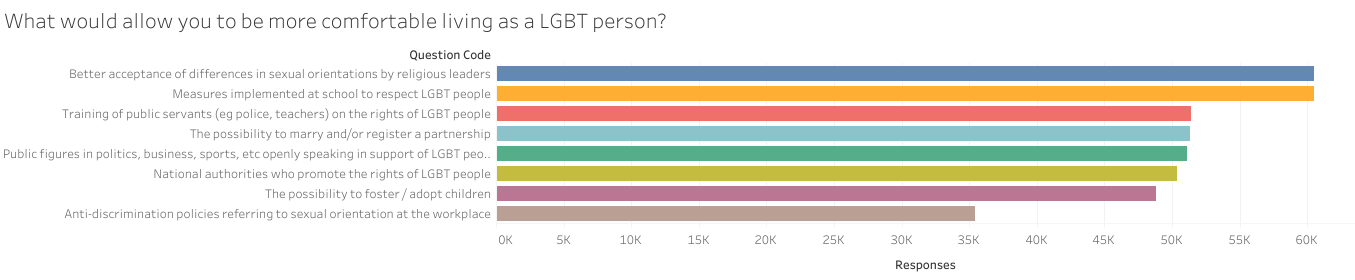 What would allow you to be more comfortable living as a LGBT person?
Question Code
Better acceptance of differences in sexual orientations by religious leaders
Measures implemented at school to respect LGBT people
Training of public servants (eg police, teachers) on the rights of LGBT people
The possibility to marry and/or register a partnership
Public figures in politics, business, sports, etc openly speaking in support of LGBT peo..
National authorities who promote the rights of LGBT people
The possibility to foster / adopt children
Anti-discrimination policies referring to sexual orientation at the workplace
0K 5K 10K 15K 20K 25K 30K 35K 40K 45K 50K 55K 60K
Responses